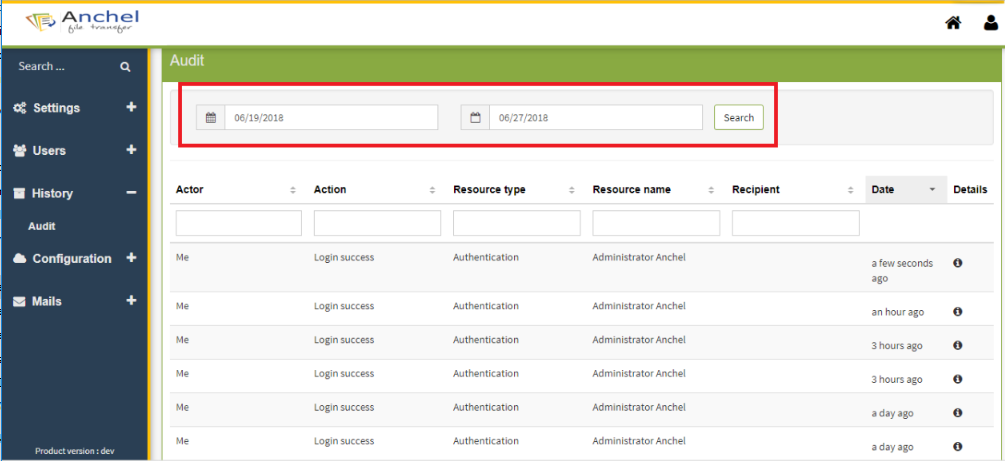 Anchel
file transfer
Search ...
Settings
Users
History
Audit
Configuration
Mails
Product version : dev
Audit
06/19/2018 06/27/2018 Search
Actor Action Resource type Resource name Recipient Date Details
Me Login success Authentication Administrator Anchel a few seconds
ago
Me Login success Authentication Administrator Anchel an hour ago
Me Login success Authentication Administrator Anchel 3 hours ago
Me Login success Authentication Administrator Anchel 3 hours ago
Me Login success Authentication Administrator Anchel a day ago
Me Login success Authentication Administrator Anchel a day ago